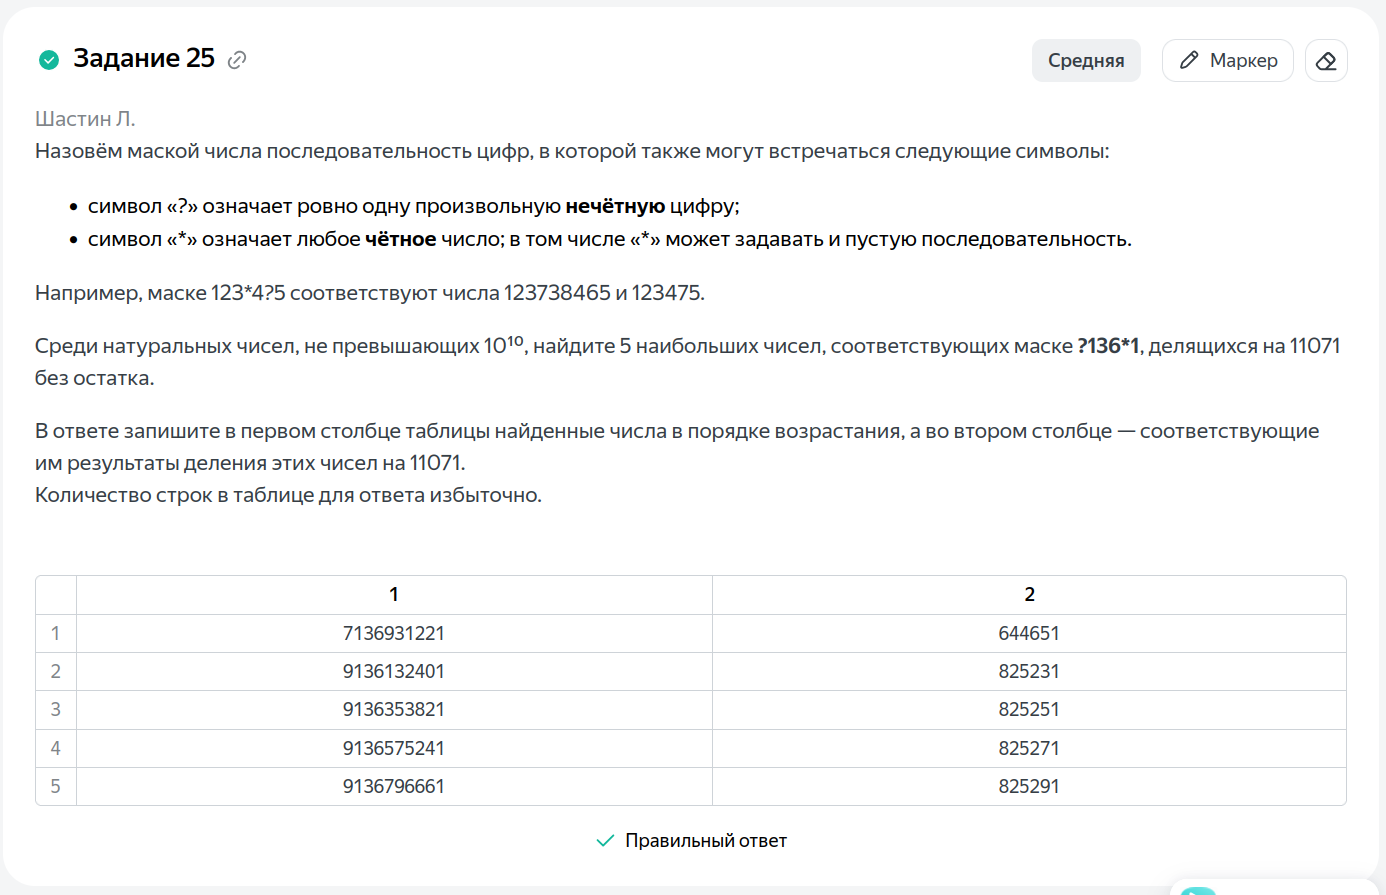 Задание 25
Средняя
Маркер
Шастин Л.
Назовём маской числа последовательность цифр, в которой также могут встречаться следующие символы:
• символ «?» означает ровно одну произвольную нечётную цифру;
• символ «*» означает любое чётное число; в том числе «*» может задавать и пустую последовательность.
Например, маске 123*4?5 соответствуют числа 123738465 и 123475.
Среди натуральных чисел, не превышающих 10¹⁰, найдите 5 наибольших чисел, соответствующих маске ?136*1, делящихся на 11071
без остатка.
В ответе запишите в первом столбце таблицы найденные числа в порядке возрастания, а во втором столбце — соответствующие
им результаты деления этих чисел на 11071.
Количество строк в таблице для ответа избыточно.
1 2
1 7136931221 644651
2 9136132401 825231
3 9136353821 825251
4 9136575241 825271
5 9136796661 825291
Правильный ответ